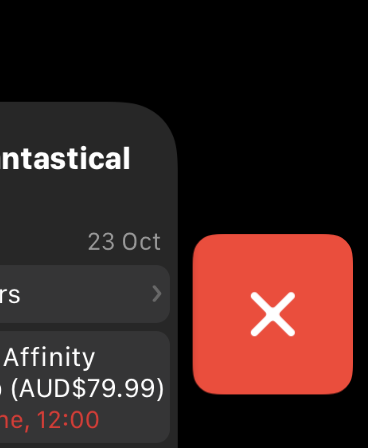 ntastical
23 Oct
rs
Affinity
(AUD$79.99)
ne, 12:00